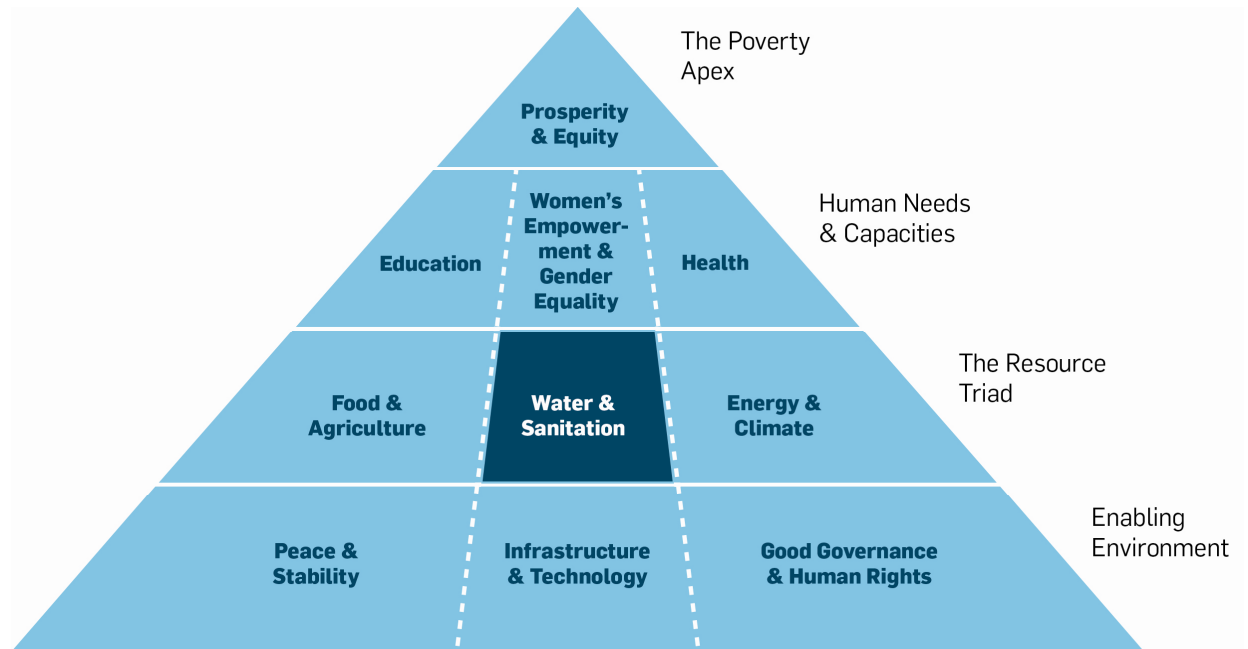 The Poverty
Apex
Prosperity
& Equity
Human Needs
& Capacities
Education
Women's
Empower-
ment &
Gender
Equality
Health
The Resource
Triad
Food &
Agriculture
Water &
Sanitation
Energy &
Climate
Enabling
Environment
Peace &
Stability
Infrastructure
& Technology
Good Governance
& Human Rights